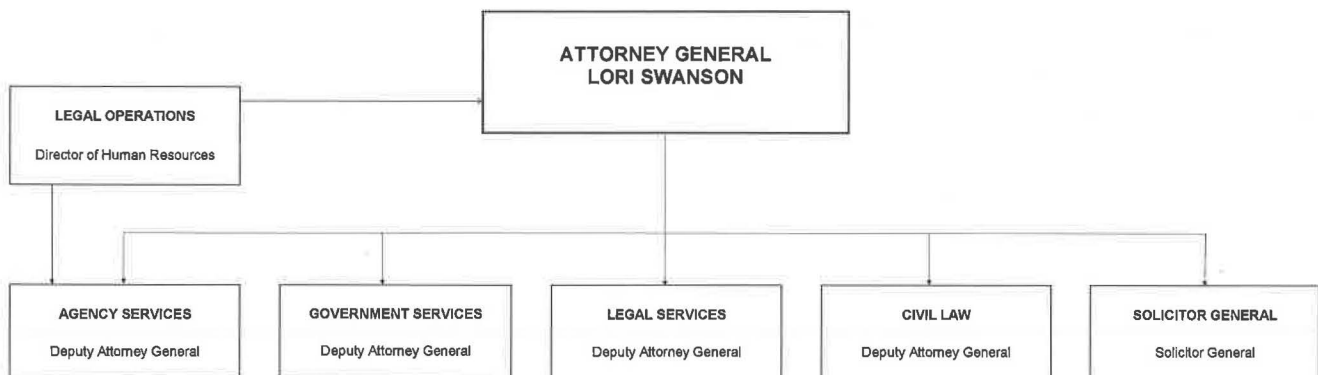 ATTORNEY GENERAL
LORI SWANSON
LEGAL OPERATIONS
Director of Human Resources
AGENCY SERVICES
Deputy Attorney General
GOVERNMENT SERVICES
Deputy Attorney General
LEGAL SERVICES
Deputy Attorney General
CIVIL LAW
Deputy Attorney General
SOLICITOR GENERAL
Solicitor General